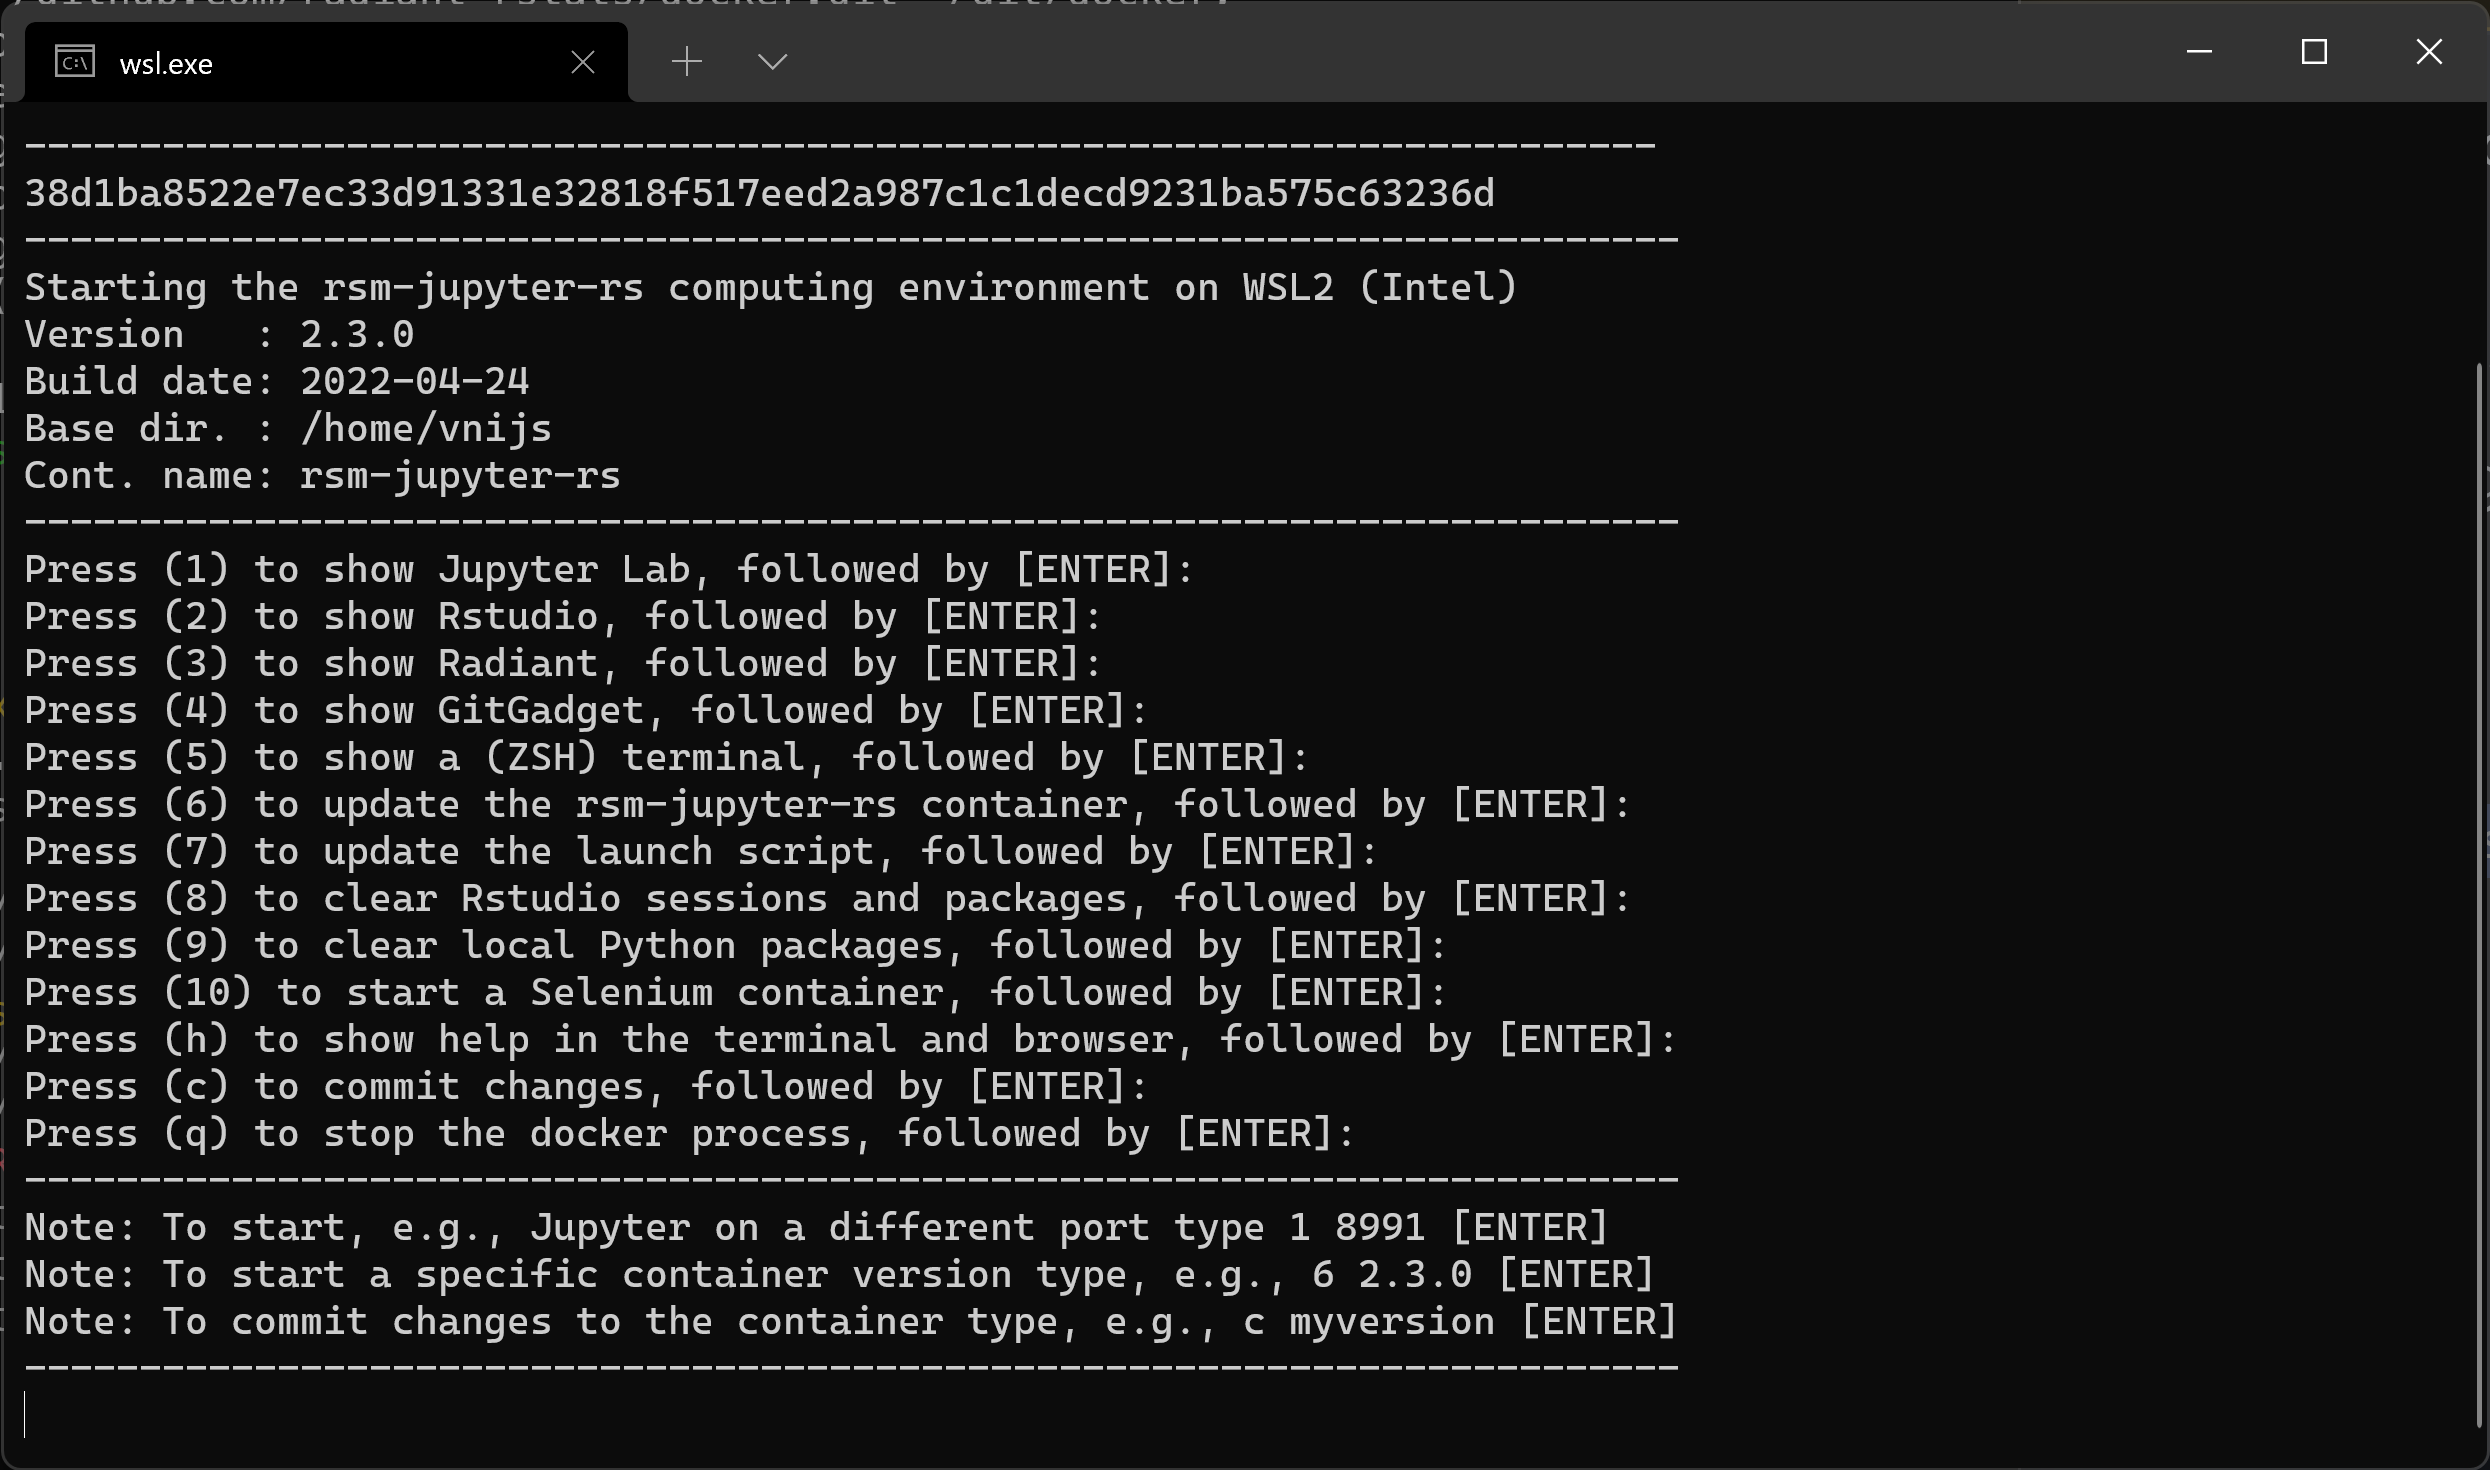 wsl.exe
------------------------------------------------------------------------
38d1ba8522e7ec33d91331e32818f517eed2a987c1c1decd9231ba575c63236d
------------------------------------------------------------------------
Starting the rsm-jupyter-rs computing environment on WSL2 (Intel)
Version   : 2.3.0
Build date: 2022-04-24
Base dir. : /home/vnijs
Cont. name: rsm-jupyter-rs
------------------------------------------------------------------------
Press (1) to show Jupyter Lab, followed by [ENTER]:
Press (2) to show Rstudio, followed by [ENTER]:
Press (3) to show Radiant, followed by [ENTER]:
Press (4) to show GitGadget, followed by [ENTER]:
Press (5) to show a (ZSH) terminal, followed by [ENTER]:
Press (6) to update the rsm-jupyter-rs container, followed by [ENTER]:
Press (7) to update the launch script, followed by [ENTER]:
Press (8) to clear Rstudio sessions and packages, followed by [ENTER]:
Press (9) to clear local Python packages, followed by [ENTER]:
Press (10) to start a Selenium container, followed by [ENTER]:
Press (h) to show help in the terminal and browser, followed by [ENTER]:
Press (c) to commit changes, followed by [ENTER]:
Press (q) to stop the docker process, followed by [ENTER]:
------------------------------------------------------------------------
Note: To start, e.g., Jupyter on a different port type 1 8991 [ENTER]
Note: To start a specific container version type, e.g., 6 2.3.0 [ENTER]
Note: To commit changes to the container type, e.g., c myversion [ENTER]
------------------------------------------------------------------------